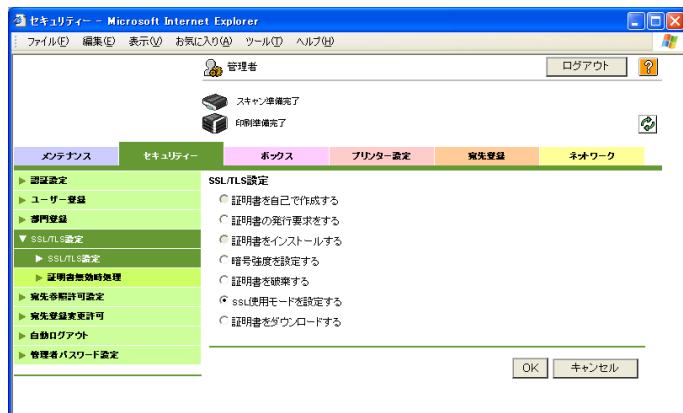 セキュリティー - Microsoft Internet Explorer
ファイル(F) 編集(E) 表示(V) お気に入り(A) ツール(T) ヘルプ(H)
管理者 ログアウト ?
スキャン準備完了
印刷準備完了
メンテナンス セキュリティー ボックス プリンター設定 宛先登録 ネットワーク
認証設定
ユーザー登録
部門登録
SSL/TLS設定
SSL/TLS設定
証明書無効時処理
宛先参照許可設定
宛先登録変更許可
自動ログアウト
管理者パスワード設定
SSL/TLS設定
証明書を自己で作成する
証明書の発行要求をする
証明書をインストールする
暗号強度を設定する
証明書を破棄する
SSL使用モードを設定する
証明書をダウンロードする
OK キャンセル